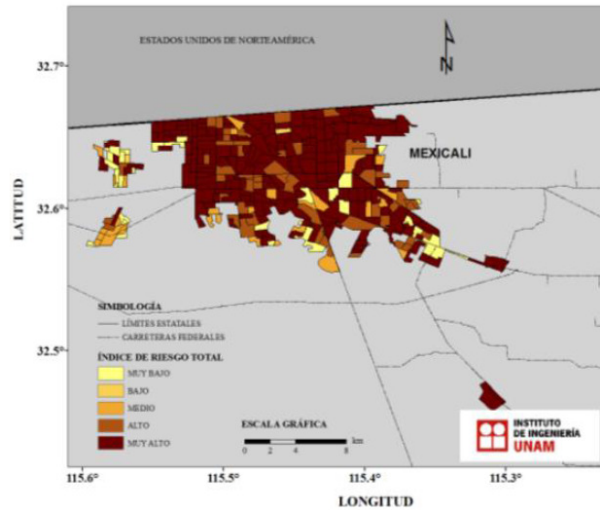 ESTADOS UNIDOS DE NORTEAMÉRICA
N
32.7°
MEXICALI
32.6°
LATITUD
SIMBOLOGÍA
LÍMITES ESTATALES
CARRETERAS FEDERALES
32.5°
ÍNDICE DE RIESGO TOTAL
MUY BAJO
BAJO
MEDIO
ALTO
MUY ALTO
ESCALA GRÁFICA
km
0 2 4 8
INSTITUTO
DE INGENIERÍA
UNAM
115.6° 115.5° 115.4° 115.3°
LONGITUD